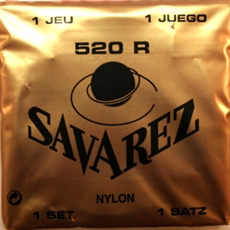 1 JEU 1 JUEGO
520 R
SAVAREZ
NYLON
1 SET 1 SATZ